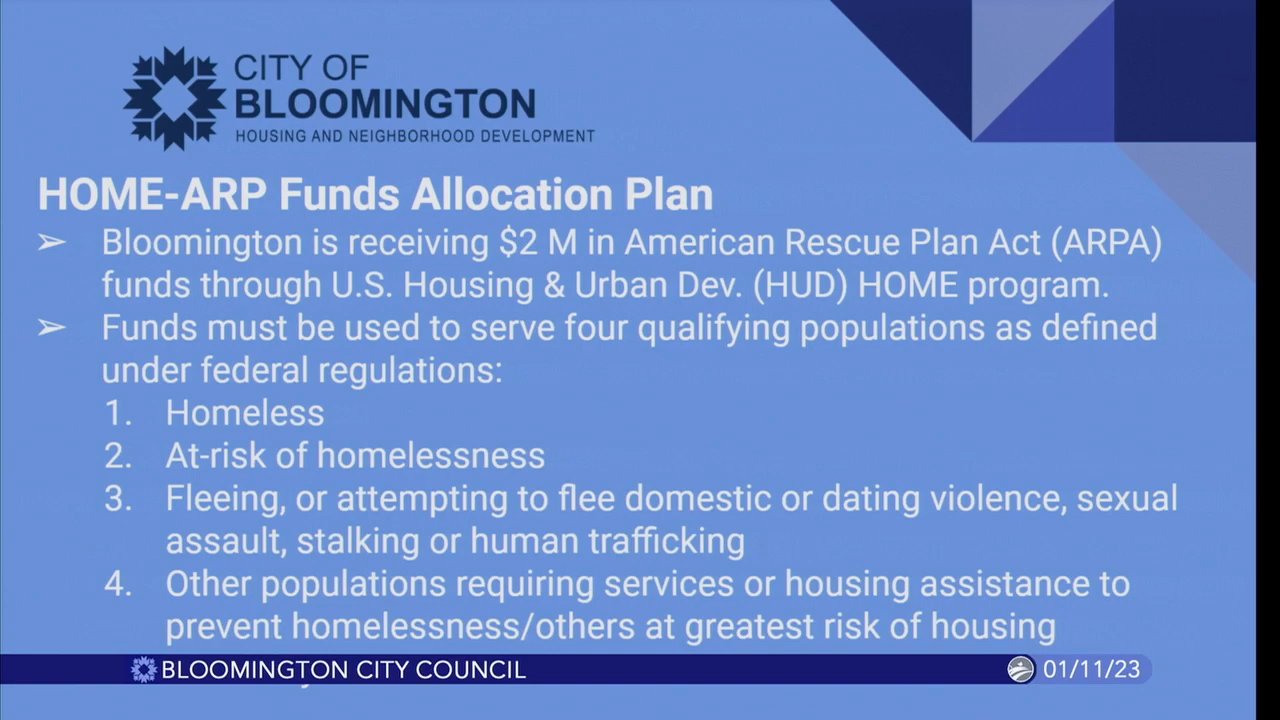 CITY OF
BLOOMINGTON
HOUSING AND NEIGHBORHOOD DEVELOPMENT
HOME-ARP Funds Allocation Plan
➢ Bloomington is receiving $2 M in American Rescue Plan Act (ARPA)
funds through U.S. Housing & Urban Dev. (HUD) HOME program.
➢ Funds must be used to serve four qualifying populations as defined
under federal regulations:
1. Homeless
2. At-risk of homelessness
3. Fleeing, or attempting to flee domestic or dating violence, sexual
assault, stalking or human trafficking
4. Other populations requiring services or housing assistance to
prevent homelessness/others at greatest risk of housing
BLOOMINGTON CITY COUNCIL
01/11/23